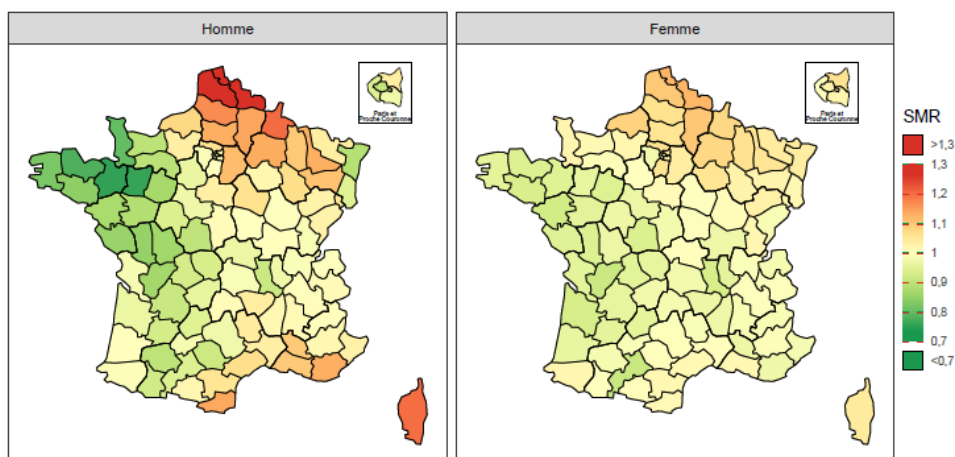 Homme
Femme
Paris et
Proche Couronne
Paris et
Proche Couronne
SMR
>1,3
1,3
1,2
1,1
1
0,9
0,8
0,7
<0,7